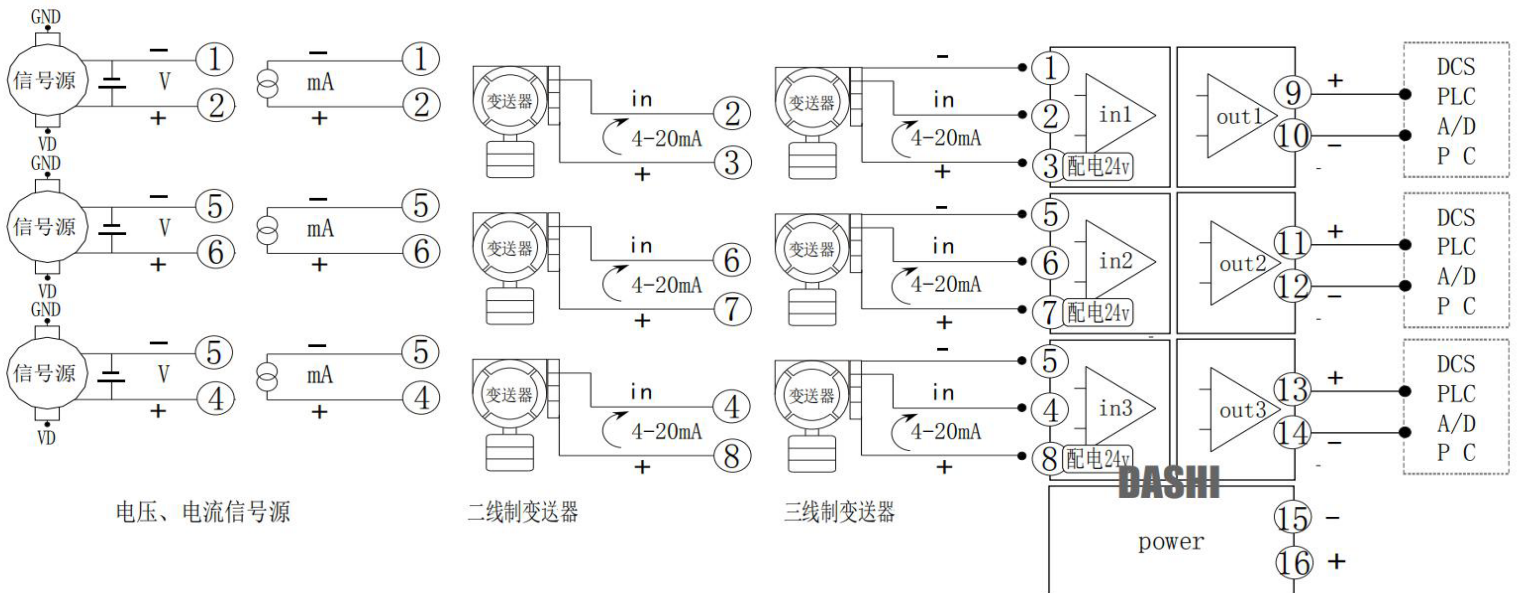 GND
信号源
V
mA
− ① − ①
+ ② + ②
VD
in
4-20mA
变送器
②
③
+
变送器
−
in
4-20mA
+
①
②
③
in1
配电24v
out1
⑨ +
⑩ −
DCS
PLC
A/D
P C
GND
信号源
V
mA
− ⑤ − ⑤
+ ⑥ + ⑥
VD
变送器
in
4-20mA
+
⑥
⑦
变送器
−
in
4-20mA
+
⑤
⑥
⑦
in2
配电24v
out2
⑪ +
⑫ −
DCS
PLC
A/D
P C
GND
信号源
V
mA
− ⑤ − ⑤
+ ④ + ④
VD
变送器
in
4-20mA
+
④
⑧
变送器
−
in
4-20mA
+
⑤
④
⑧
in3
配电24v
out3
⑬ +
⑭ −
DCS
PLC
A/D
P C
DASHI
电压、电流信号源
二线制变送器
三线制变送器
power
⑮ −
⑯ +